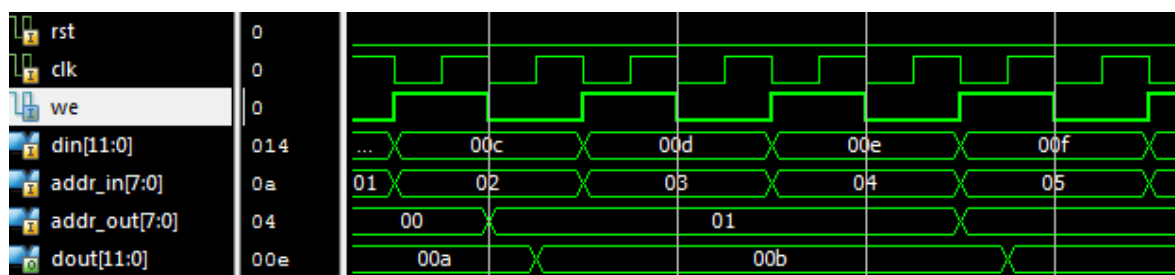 rst 0
clk 0
we 0
din[11:0] 014 ... 00c 00d 00e 00f
addr_in[7:0] 0a 01 02 03 04 05
addr_out[7:0] 04 00 01
dout[11:0] 00e 00a 00b